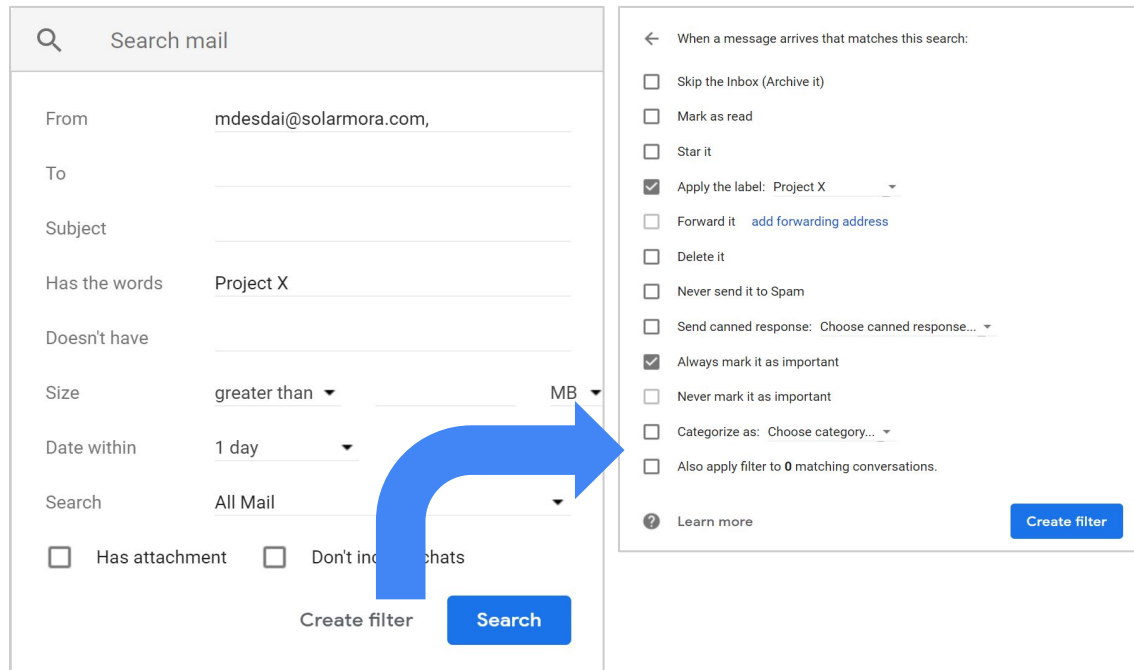 Search mail
From mdesdai@solarmora.com,
To
Subject
Has the words Project X
Doesn't have
Size greater than MB
Date within 1 day
Search All Mail
Has attachment Don't chats
Create filter Search
When a message arrives that matches this search:
Skip the Inbox (Archive it)
Mark as read
Star it
Apply the label: Project X
Forward it add forwarding address
Delete it
Never send it to Spam
Send canned response: Choose canned response...
Always mark it as important
Never mark it as important
Categorize as: Choose category...
Also apply filter to 0 matching conversations.
Learn more Create filter